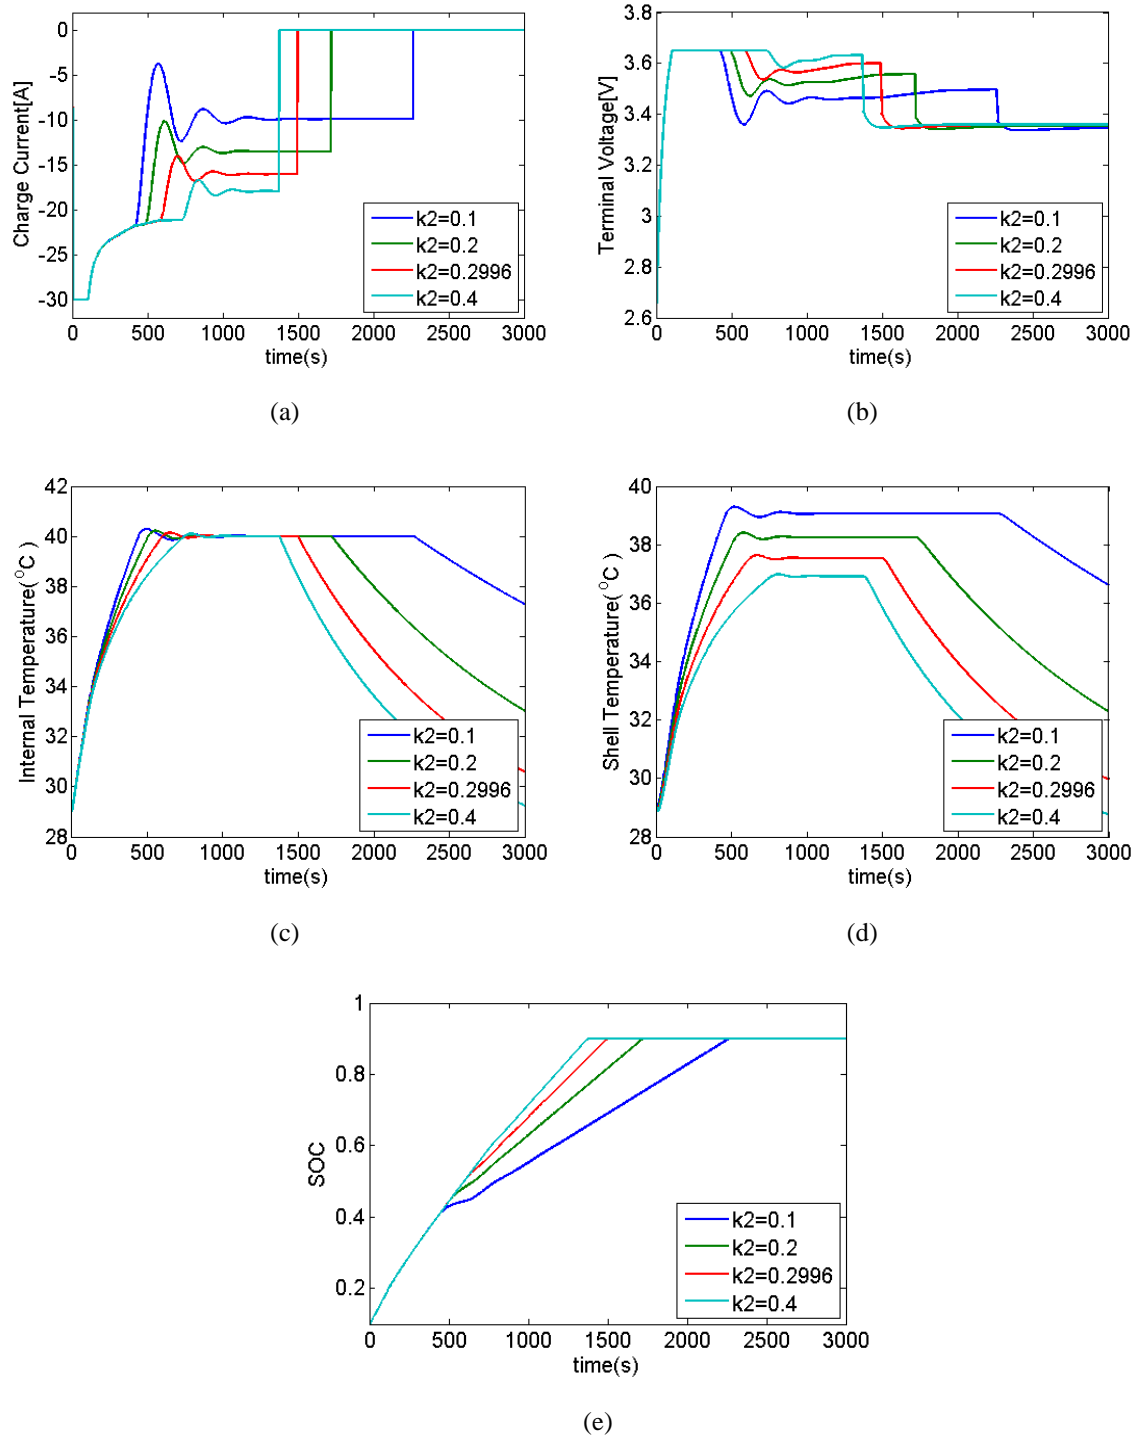 0
-5
-10
-15
-20
-25
-30
Charge Current[A]
0 500 1000 1500 2000 2500 3000
time(s)
k2=0.1
k2=0.2
k2=0.2996
k2=0.4
(a)
3.8
3.6
3.4
3.2
3
2.8
2.6
Terminal Voltage[V]
0 500 1000 1500 2000 2500 3000
time(s)
k2=0.1
k2=0.2
k2=0.2996
k2=0.4
(b)
42
40
38
36
34
32
30
28
Internal Temperature(°C)
0 500 1000 1500 2000 2500 3000
time(s)
k2=0.1
k2=0.2
k2=0.2996
k2=0.4
(c)
40
38
36
34
32
30
28
Shell Temperature(°C)
0 500 1000 1500 2000 2500 3000
time(s)
k2=0.1
k2=0.2
k2=0.2996
k2=0.4
(d)
1
0.8
0.6
0.4
0.2
SOC
0 500 1000 1500 2000 2500 3000
time(s)
k2=0.1
k2=0.2
k2=0.2996
k2=0.4
(e)